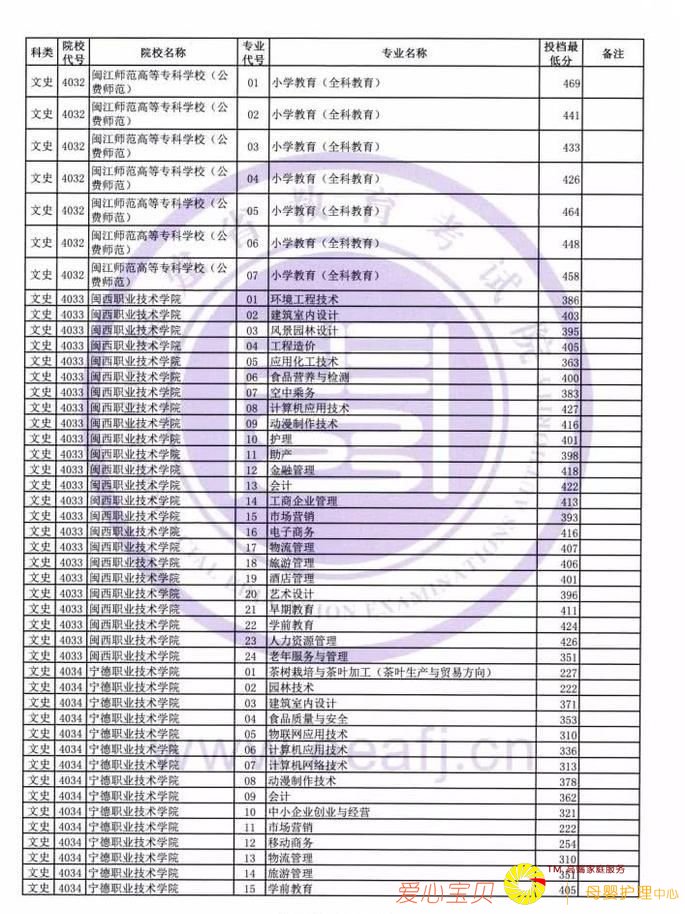 科类 院校代号 院校名称 专业代号 专业名称 投档最低分 备注
文史 4032 闽江师范高等专科学校（公费师范） 01 小学教育（全科教育） 469
文史 4032 闽江师范高等专科学校（公费师范） 02 小学教育（全科教育） 441
文史 4032 闽江师范高等专科学校（公费师范） 03 小学教育（全科教育） 433
文史 4032 闽江师范高等专科学校（公费师范） 04 小学教育（全科教育） 426
文史 4032 闽江师范高等专科学校（公费师范） 05 小学教育（全科教育） 464
文史 4032 闽江师范高等专科学校（公费师范） 06 小学教育（全科教育） 448
文史 4032 闽江师范高等专科学校（公费师范） 07 小学教育（全科教育） 458
文史 4033 闽西职业技术学院 01 环境工程技术 386
文史 4033 闽西职业技术学院 02 建筑室内设计 403
文史 4033 闽西职业技术学院 03 风景园林设计 395
文史 4033 闽西职业技术学院 04 工程造价 405
文史 4033 闽西职业技术学院 05 应用化工技术 363
文史 4033 闽西职业技术学院 06 食品营养与检测 400
文史 4033 闽西职业技术学院 07 空中乘务 383
文史 4033 闽西职业技术学院 08 计算机应用技术 427
文史 4033 闽西职业技术学院 09 动漫制作技术 416
文史 4033 闽西职业技术学院 10 护理 401
文史 4033 闽西职业技术学院 11 助产 398
文史 4033 闽西职业技术学院 12 金融管理 418
文史 4033 闽西职业技术学院 13 会计 422
文史 4033 闽西职业技术学院 14 工商企业管理 413
文史 4033 闽西职业技术学院 15 市场营销 393
文史 4033 闽西职业技术学院 16 电子商务 416
文史 4033 闽西职业技术学院 17 物流管理 407
文史 4033 闽西职业技术学院 18 旅游管理 406
文史 4033 闽西职业技术学院 19 酒店管理 401
文史 4033 闽西职业技术学院 20 艺术设计 396
文史 4033 闽西职业技术学院 21 早期教育 411
文史 4033 闽西职业技术学院 22 学前教育 424
文史 4033 闽西职业技术学院 23 人力资源管理 426
文史 4033 闽西职业技术学院 24 老年服务与管理 351
文史 4034 宁德职业技术学院 01 茶树栽培与茶叶加工（茶叶生产与贸易方向） 227
文史 4034 宁德职业技术学院 02 园林技术 222
文史 4034 宁德职业技术学院 03 建筑室内设计 371
文史 4034 宁德职业技术学院 04 食品质量与安全 353
文史 4034 宁德职业技术学院 05 物联网应用技术 310
文史 4034 宁德职业技术学院 06 计算机应用技术 336
文史 4034 宁德职业技术学院 07 计算机网络技术 313
文史 4034 宁德职业技术学院 08 动漫制作技术 378
文史 4034 宁德职业技术学院 09 会计 362
文史 4034 宁德职业技术学院 10 中小企业创业与经营 321
文史 4034 宁德职业技术学院 11 市场营销 222
文史 4034 宁德职业技术学院 12 移动商务 254
文史 4034 宁德职业技术学院 13 物流管理 310
文史 4034 宁德职业技术学院 14 旅游管理 351
文史 4034 宁德职业技术学院 15 学前教育 405
爱心宝贝 母婴护理中心